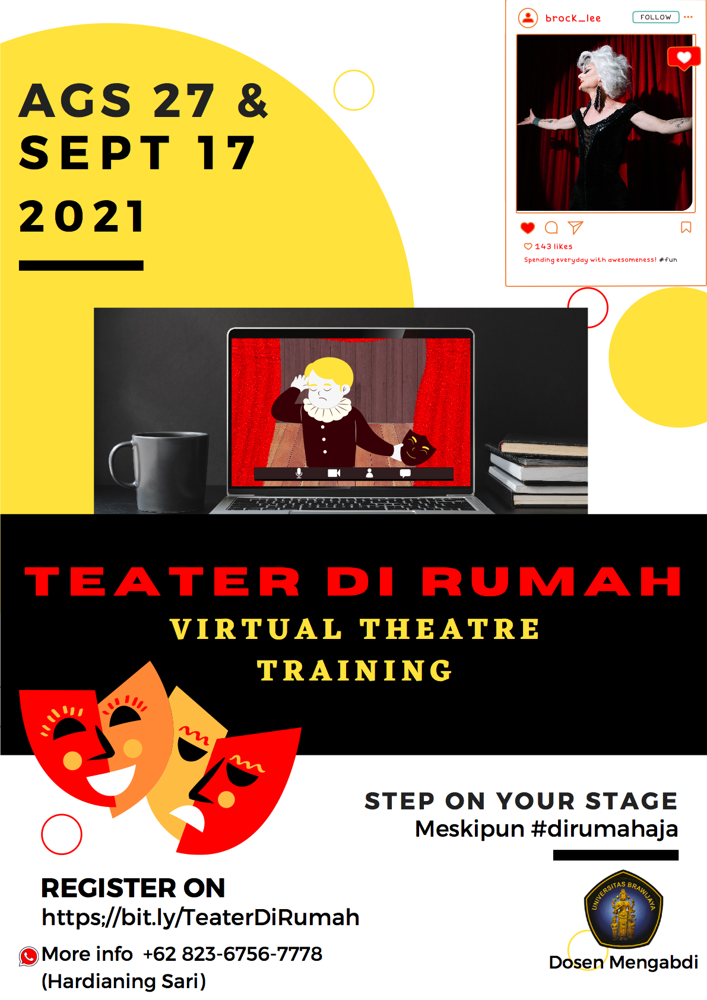 AGS 27 &
SEPT 17
2021
brock_lee
FOLLOW
143 likes
Spending everyday with awesomeness! #fun
TEATER DI RUMAH
VIRTUAL THEATRE
TRAINING
STEP ON YOUR STAGE
Meskipun #dirumahaja
UNIVERSITAS BRAWIJAYA
Dosen Mengabdi
REGISTER ON
https;//bit.ly/TeaterDiRumah
More info +62 823-6756-7778
(Hardianing Sari)